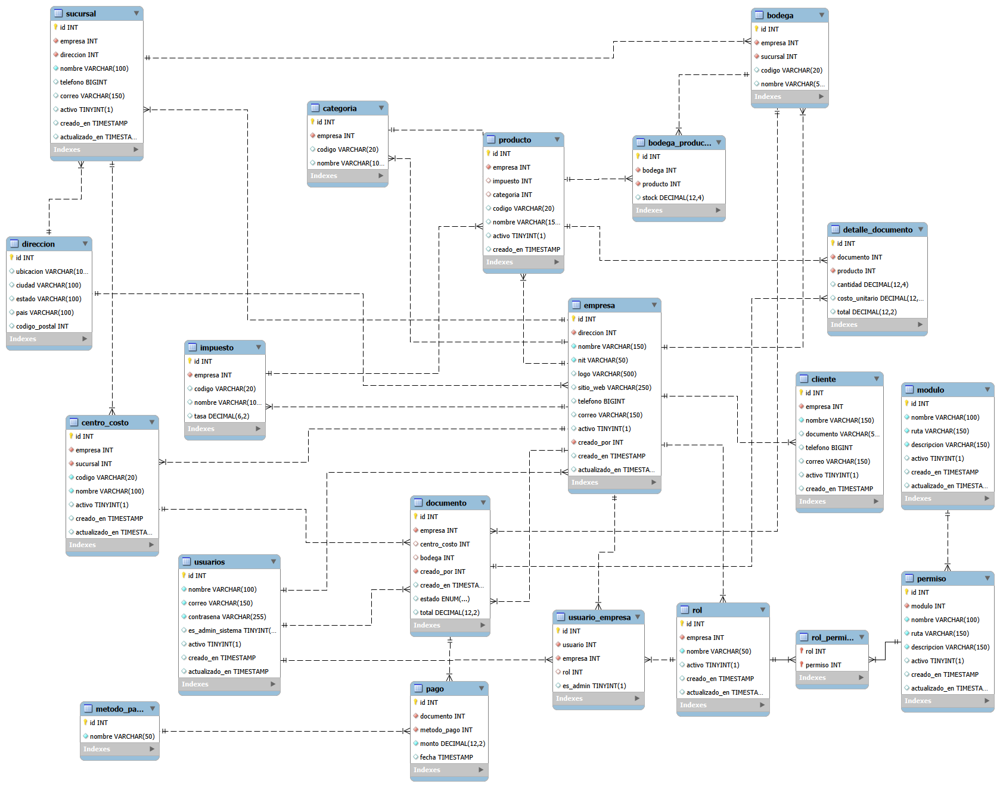 sucursal
id INT
empresa INT
direccion INT
nombre VARCHAR(100)
telefono BIGINT
correo VARCHAR(150)
activo TINYINT(1)
creado_en TIMESTAMP
actualizado_en TIMESTA...
Indexes
bodega
id INT
empresa INT
sucursal INT
codigo VARCHAR(20)
nombre VARCHAR(5...
Indexes
categoria
id INT
empresa INT
codigo VARCHAR(20)
nombre VARCHAR(10...
Indexes
producto
id INT
empresa INT
impuesto INT
categoria INT
codigo VARCHAR(20)
nombre VARCHAR(15...
activo TINYINT(1)
creado_en TIMESTAMP
Indexes
bodega_produc...
id INT
bodega INT
producto INT
stock DECIMAL(12,4)
Indexes
detalle_documento
id INT
documento INT
producto INT
cantidad DECIMAL(12,4)
costo_unitario DECIMAL(12,...
total DECIMAL(12,2)
Indexes
direccion
id INT
ubicacion VARCHAR(10...
ciudad VARCHAR(100)
estado VARCHAR(100)
pais VARCHAR(100)
codigo_postal INT
Indexes
empresa
id INT
direccion INT
nombre VARCHAR(150)
nit VARCHAR(50)
logo VARCHAR(500)
sitio_web VARCHAR(250)
telefono BIGINT
correo VARCHAR(150)
activo TINYINT(1)
creado_por INT
creado_en TIMESTAMP
actualizado_en TIMESTA...
Indexes
impuesto
id INT
empresa INT
codigo VARCHAR(20)
nombre VARCHAR(10...
tasa DECIMAL(6,2)
Indexes
cliente
id INT
empresa INT
nombre VARCHAR(150)
documento VARCHAR(5...
telefono BIGINT
correo VARCHAR(150)
activo TINYINT(1)
creado_en TIMESTAMP
Indexes
modulo
id INT
nombre VARCHAR(100)
ruta VARCHAR(150)
descripcion VARCHAR(150)
activo TINYINT(1)
creado_en TIMESTAMP
actualizado_en TIMESTA...
Indexes
centro_costo
id INT
empresa INT
sucursal INT
codigo VARCHAR(20)
nombre VARCHAR(100)
activo TINYINT(1)
creado_en TIMESTAMP
actualizado_en TIMESTA...
Indexes
documento
id INT
empresa INT
centro_costo INT
bodega INT
creado_por INT
creado_en TIMESTA...
estado ENUM(...)
total DECIMAL(12,2)
Indexes
usuarios
id INT
nombre VARCHAR(100)
correo VARCHAR(150)
contrasena VARCHAR(255)
es_admin_sistema TINYINT(...
activo TINYINT(1)
creado_en TIMESTAMP
actualizado_en TIMESTAMP
Indexes
usuario_empresa
id INT
usuario INT
empresa INT
rol INT
es_admin TINYINT(1)
Indexes
rol
id INT
empresa INT
nombre VARCHAR(50)
activo TINYINT(1)
creado_en TIMESTAMP
actualizado_en TIMESTA...
Indexes
rol_permi...
rol INT
permiso INT
Indexes
permiso
id INT
modulo INT
nombre VARCHAR(100)
ruta VARCHAR(150)
descripcion VARCHAR(150)
activo TINYINT(1)
creado_en TIMESTAMP
actualizado_en TIMESTA...
Indexes
metodo_pa...
id INT
nombre VARCHAR(50)
Indexes
pago
id INT
documento INT
metodo_pago INT
monto DECIMAL(12,2)
fecha TIMESTAMP
Indexes